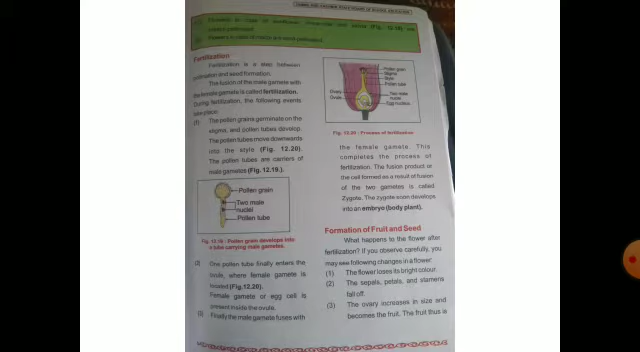 (Fig. 12.18) are
Fertilization
Fertilization is a step between
pollination and seed formation.
The fusion of the male gamete with
the female gamete is called fertilization.
During fertilization, the following events
take place:
(1) The pollen grains germinate on the
stigma, and pollen tubes develop.
The pollen tubes move downwards
into the style (Fig. 12.20).
The pollen tubes are carriers of
male gametes (Fig. 12.19.).
Pollen grain
Two male
nuclei
Pollen tube
Fig. 12.19 : Pollen grain develops into
a tube carrying male gametes.
(2) One pollen tube finally enters the
ovule, where female gamete is
located (Fig.12.20).
Female gamete or egg cell is
present inside the ovule.
(3) Finally the male gamete fuses with
Pollen grain
Stigma
Style
Pollen tube
Ovary
Ovule
Two male
nuclei
Egg nucleus
Fig. 12.20 : Process of fertilization
the female gamete. This
completes the process of
fertilization. The fusion product or
the cell formed as a result of fusion
of the two gametes is called
Zygote. The zygote soon develops
into an embryo (body plant).
Formation of Fruit and Seed
What happens to the flower after
fertilization? If you observe carefully, you
may see following changes in a flower:
(1) The flower loses its bright colour.
(2) The sepals, petals, and stamens
fall off.
(3) The ovary increases in size and
becomes the fruit. The fruit thus is